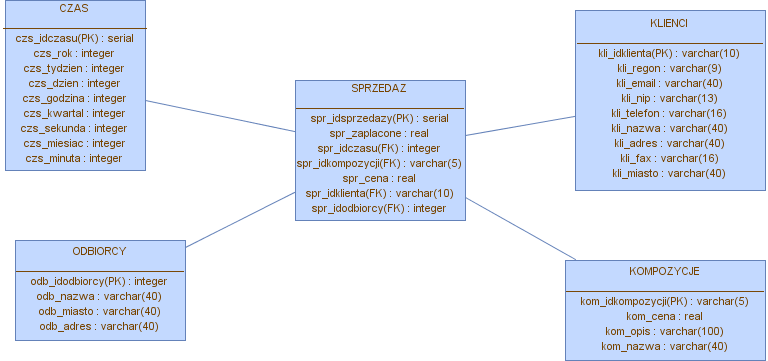 CZAS
czs_idczasu(PK) : serial
czs_rok : integer
czs_tydzien : integer
czs_dzien : integer
czs_godzina : integer
czs_kwartal : integer
czs_sekunda : integer
czs_miesiac : integer
czs_minuta : integer
KLIENCI
kli_idklienta(PK) : varchar(10)
kli_regon : varchar(9)
kli_email : varchar(40)
kli_nip : varchar(13)
kli_telefon : varchar(16)
kli_nazwa : varchar(40)
kli_adres : varchar(40)
kli_fax : varchar(16)
kli_miasto : varchar(40)
SPRZEDAZ
spr_idsprzedazy(PK) : serial
spr_zaplacone : real
spr_idczasu(FK) : integer
spr_idkompozycji(FK) : varchar(5)
spr_cena : real
spr_idklienta(FK) : varchar(10)
spr_idodbiorcy(FK) : integer
ODBIORCY
odb_idodbiorcy(PK) : integer
odb_nazwa : varchar(40)
odb_miasto : varchar(40)
odb_adres : varchar(40)
KOMPOZYCJE
kom_idkompozycji(PK) : varchar(5)
kom_cena : real
kom_opis : varchar(100)
kom_nazwa : varchar(40)